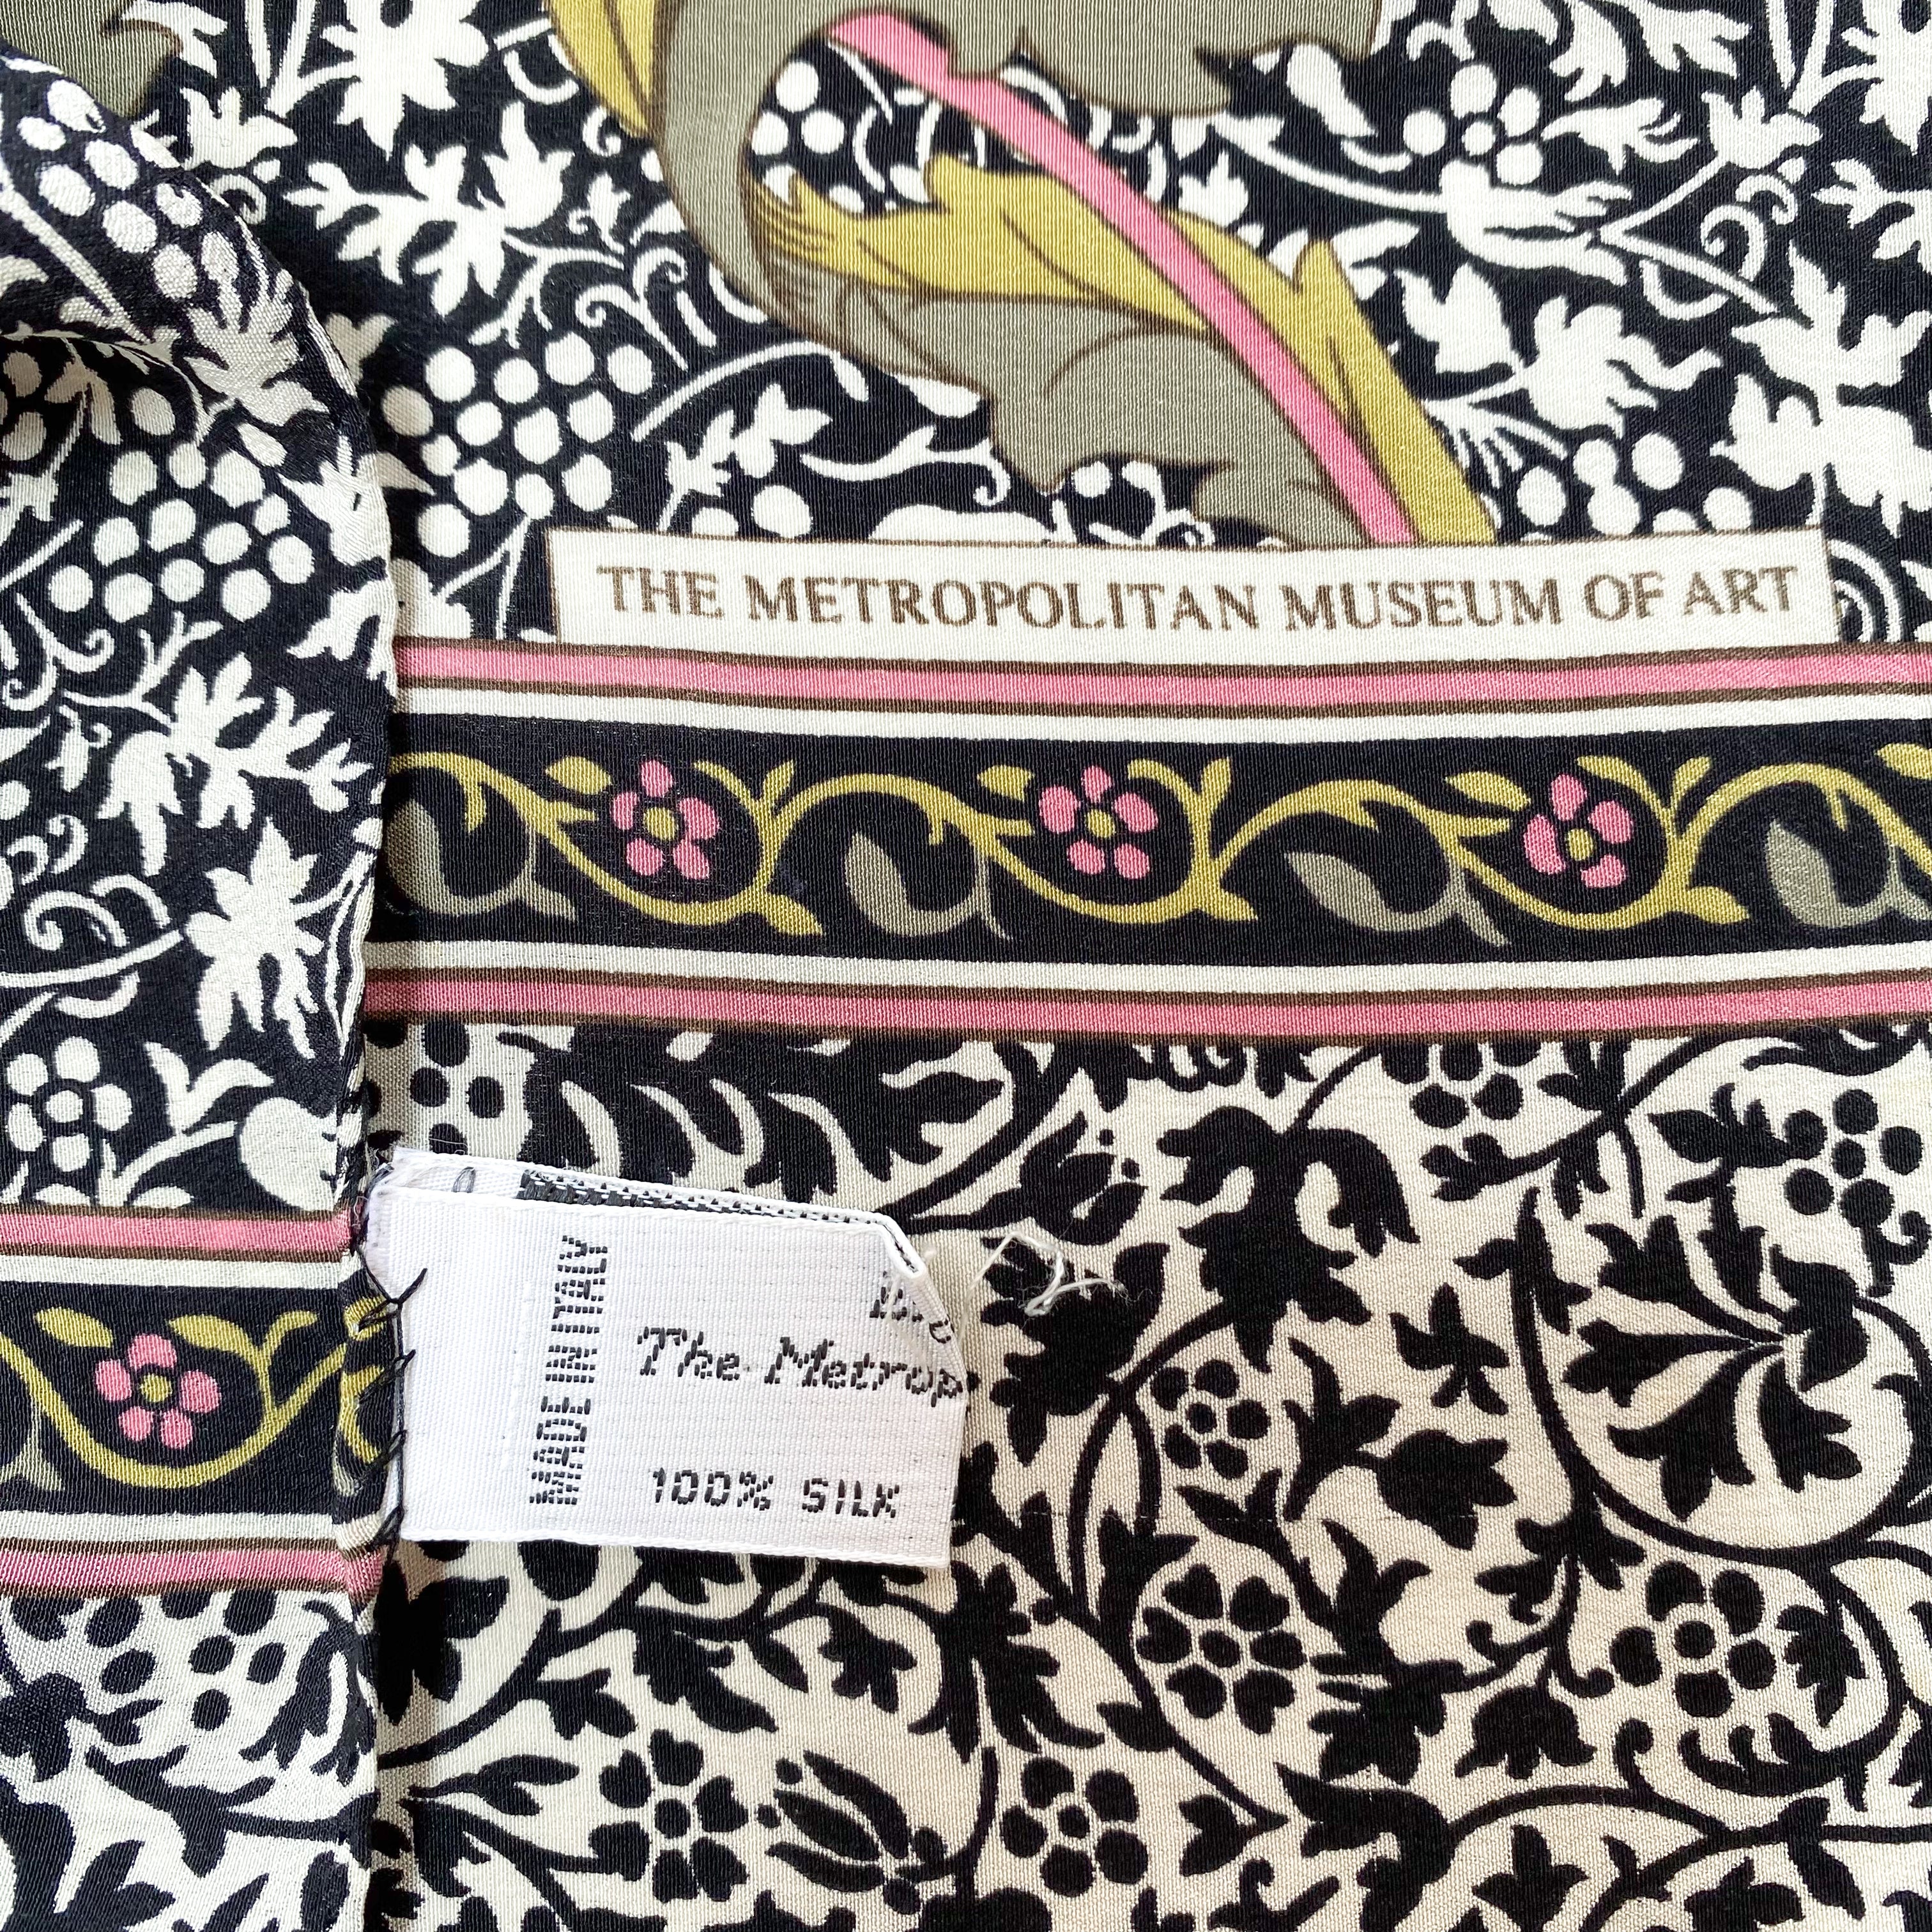 THE METROPOLITAN MUSEUM OF ART
MADE IN ITALY
The Metrop
100% SILK